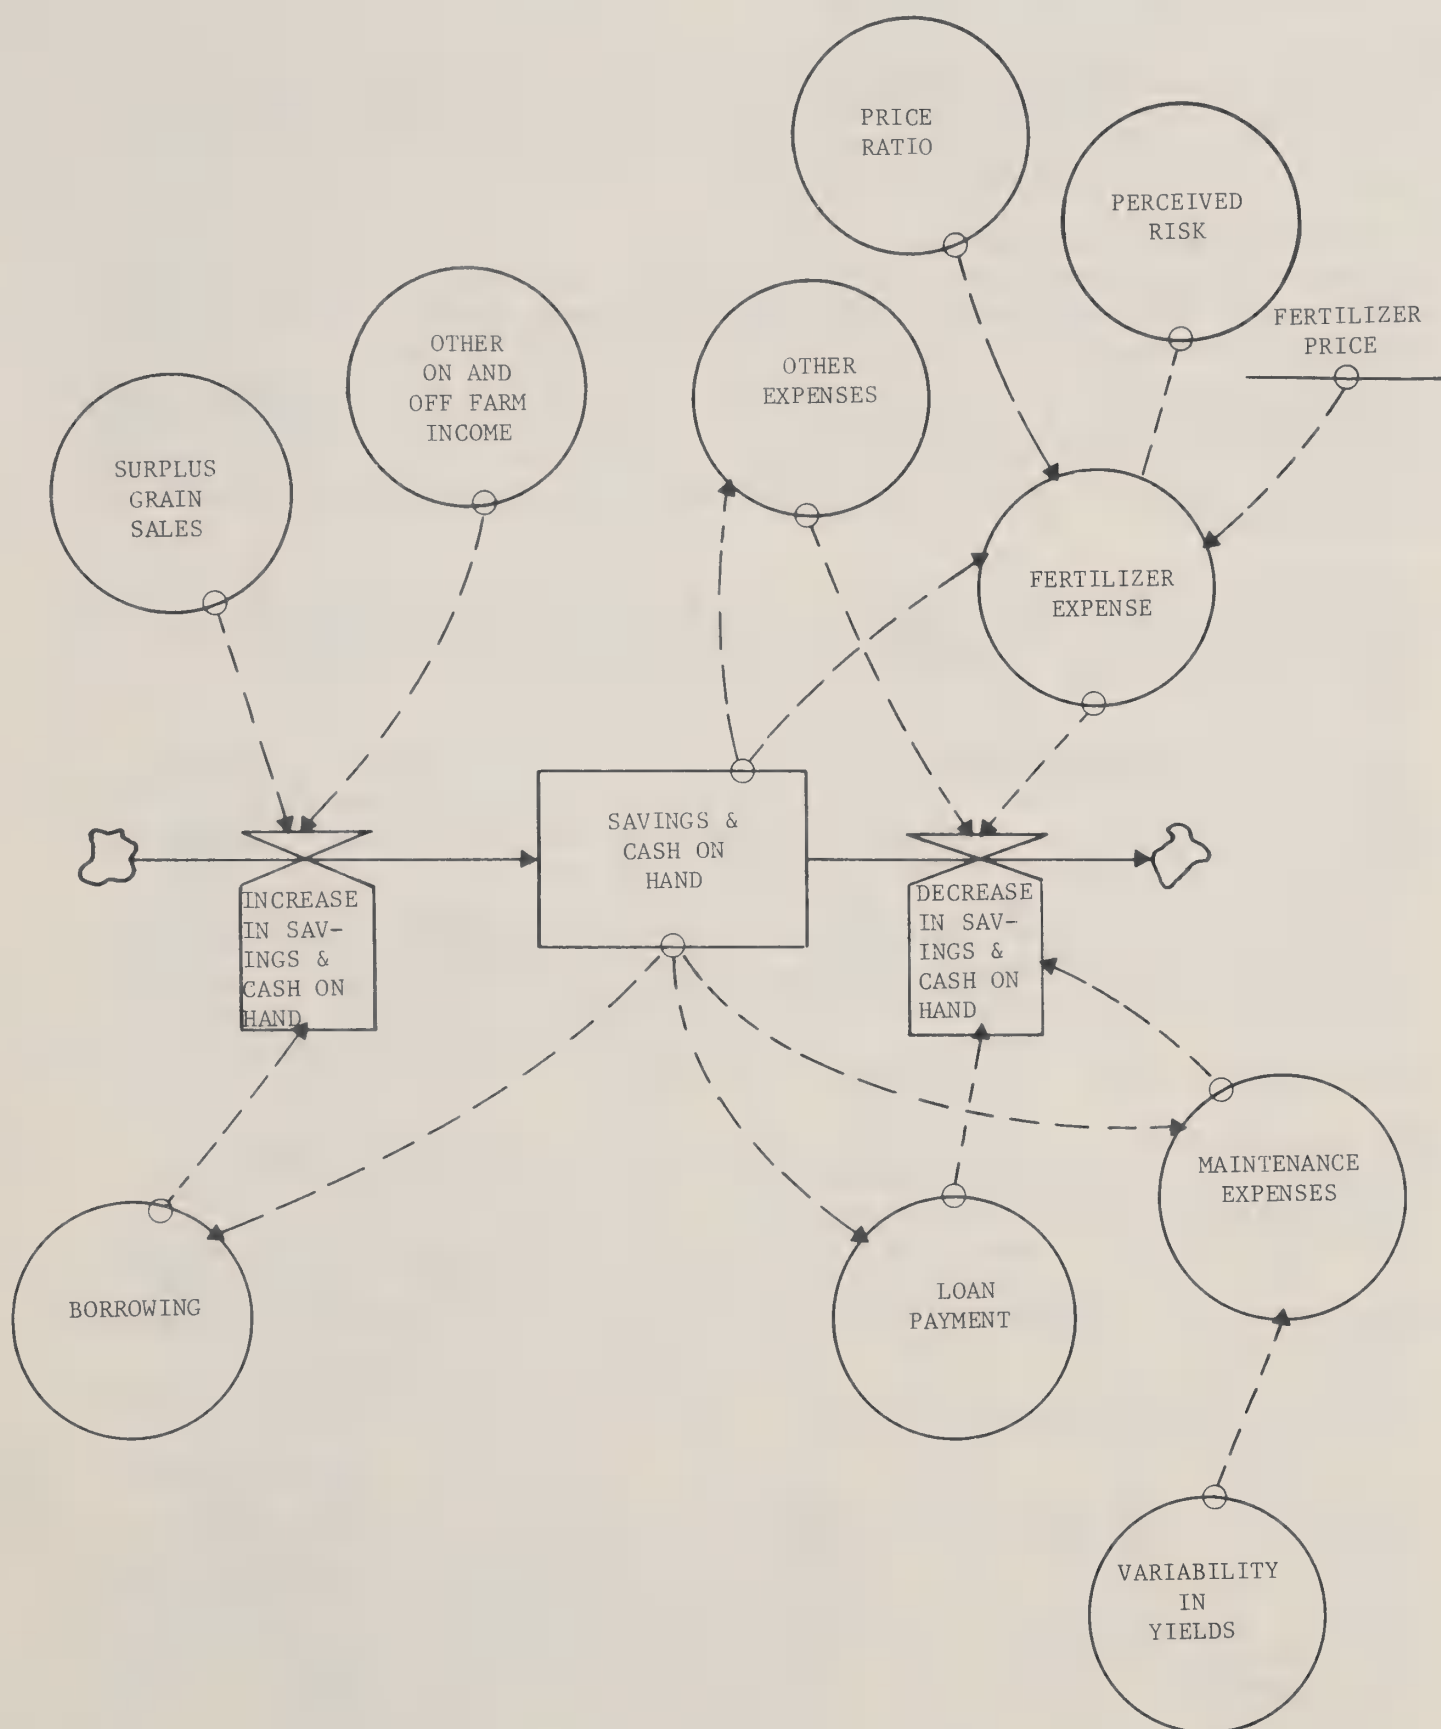 PRICE
RATIO
PERCEIVED
RISK
FERTILIZER
PRICE
OTHER
ON AND
OFF FARM
INCOME
OTHER
EXPENSES
SURPLUS
GRAIN
SALES
FERTILIZER
EXPENSE
SAVINGS &
CASH ON
HAND
INCREASE
IN SAV-
INGS &
CASH ON
HAND
DECREASE
IN SAV-
INGS &
CASH ON
HAND
MAINTENANCE
EXPENSES
BORROWING
LOAN
PAYMENT
VARIABILITY
IN
YIELDS